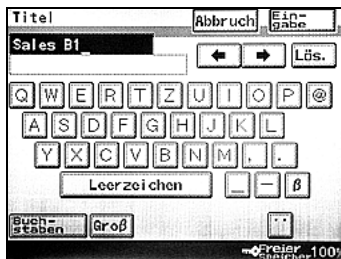 Titel Abbruch Ein-
gabe
Sales B1_
← → Lös.
Q W E R T Z U I O P @
A S D F G H J K L
Y X C V B N M , .
Leerzeichen _ - ß
Buch-
staben Groß ¨
Freier
Speicher 100